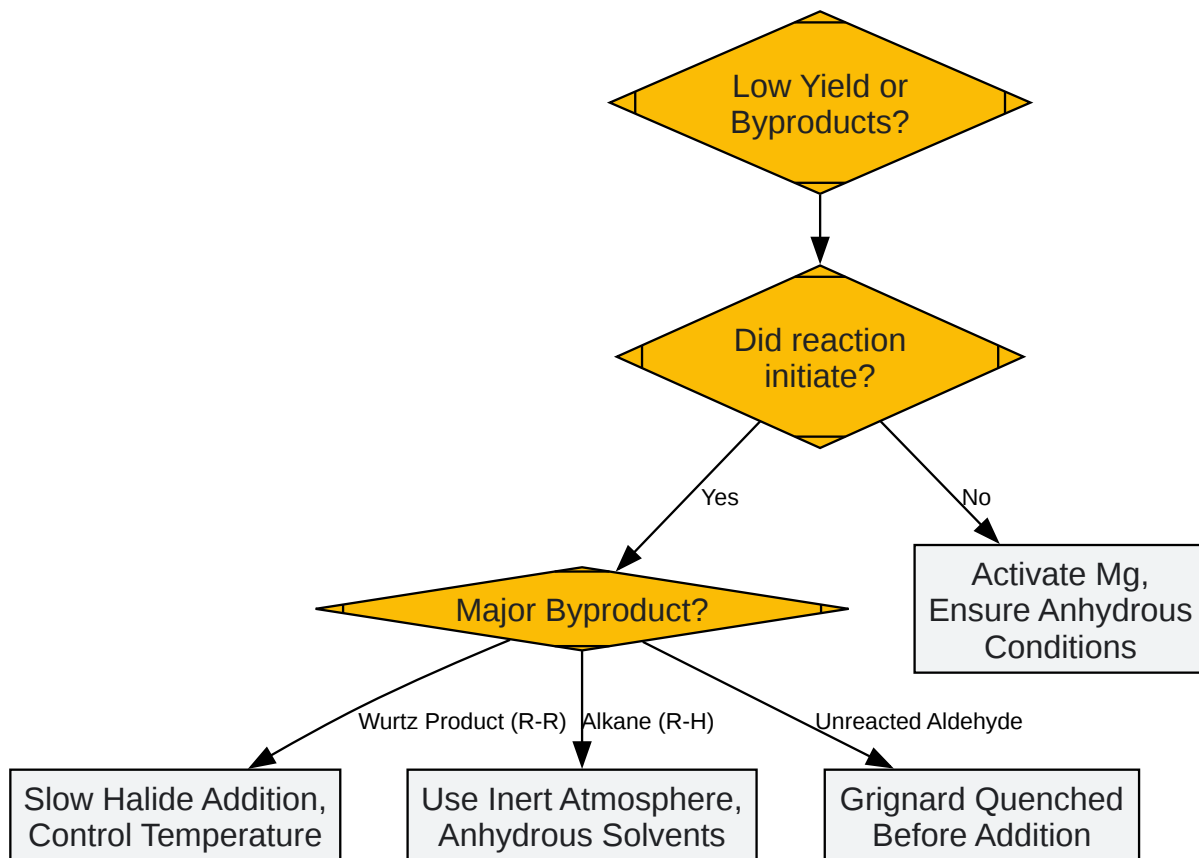 Low Yield or
Byproducts?
Did reaction
initiate?
Yes
No
Activate Mg,
Ensure Anhydrous
Conditions
Major Byproduct?
Wurtz Product (R-R)
Alkane (R-H)
Unreacted Aldehyde
Slow Halide Addition,
Control Temperature
Use Inert Atmosphere,
Anhydrous Solvents
Grignard Quenched
Before Addition